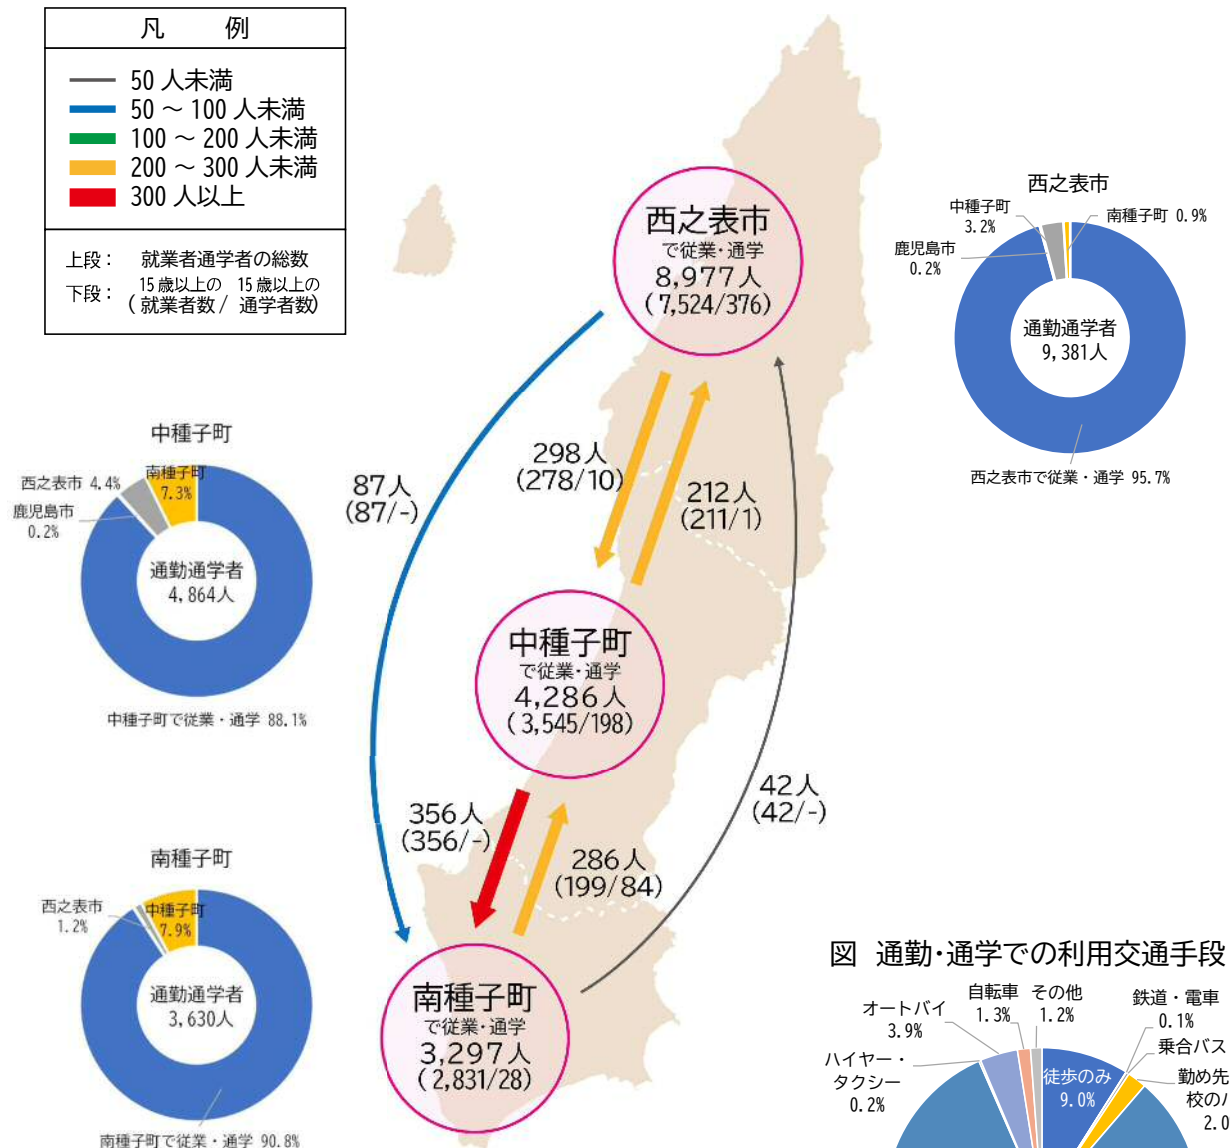 凡 例
50 人未満
50 ～ 100 人未満
100 ～ 200 人未満
200 ～ 300 人未満
300 人以上
上段： 就業者通学者の総数
下段： 15 歳以上の 15 歳以上の
( 就業者数 / 通学者数)
西之表市
で従業・通学
8,977人
(7,524/376)
西之表市
中種子町
3.2%
南種子町 0.9%
鹿児島市
0.2%
通勤通学者
9,381人
西之表市で従業・通学 95.7%
298人
(278/10)
212人
(211/1)
87人
(87/-)
中種子町
西之表市 4.4%
南種子町
7.3%
鹿児島市
0.2%
通勤通学者
4,864人
中種子町で従業・通学 88.1%
中種子町
で従業・通学
4,286人
(3,545/198)
42人
(42/-)
356人
(356/-)
286人
(199/84)
南種子町
西之表市
1.2%
中種子町
7.9%
通勤通学者
3,630人
南種子町で従業・通学 90.8%
南種子町
で従業・通学
3,297人
(2,831/28)
図 通勤・通学での利用交通手段
オートバイ
3.9%
自転車
1.3%
その他
1.2%
鉄道・電車
0.1%
乗合バス
勤め先
校の
2.0
ハイヤー・
タクシー
0.2%
徒歩のみ
9.0%